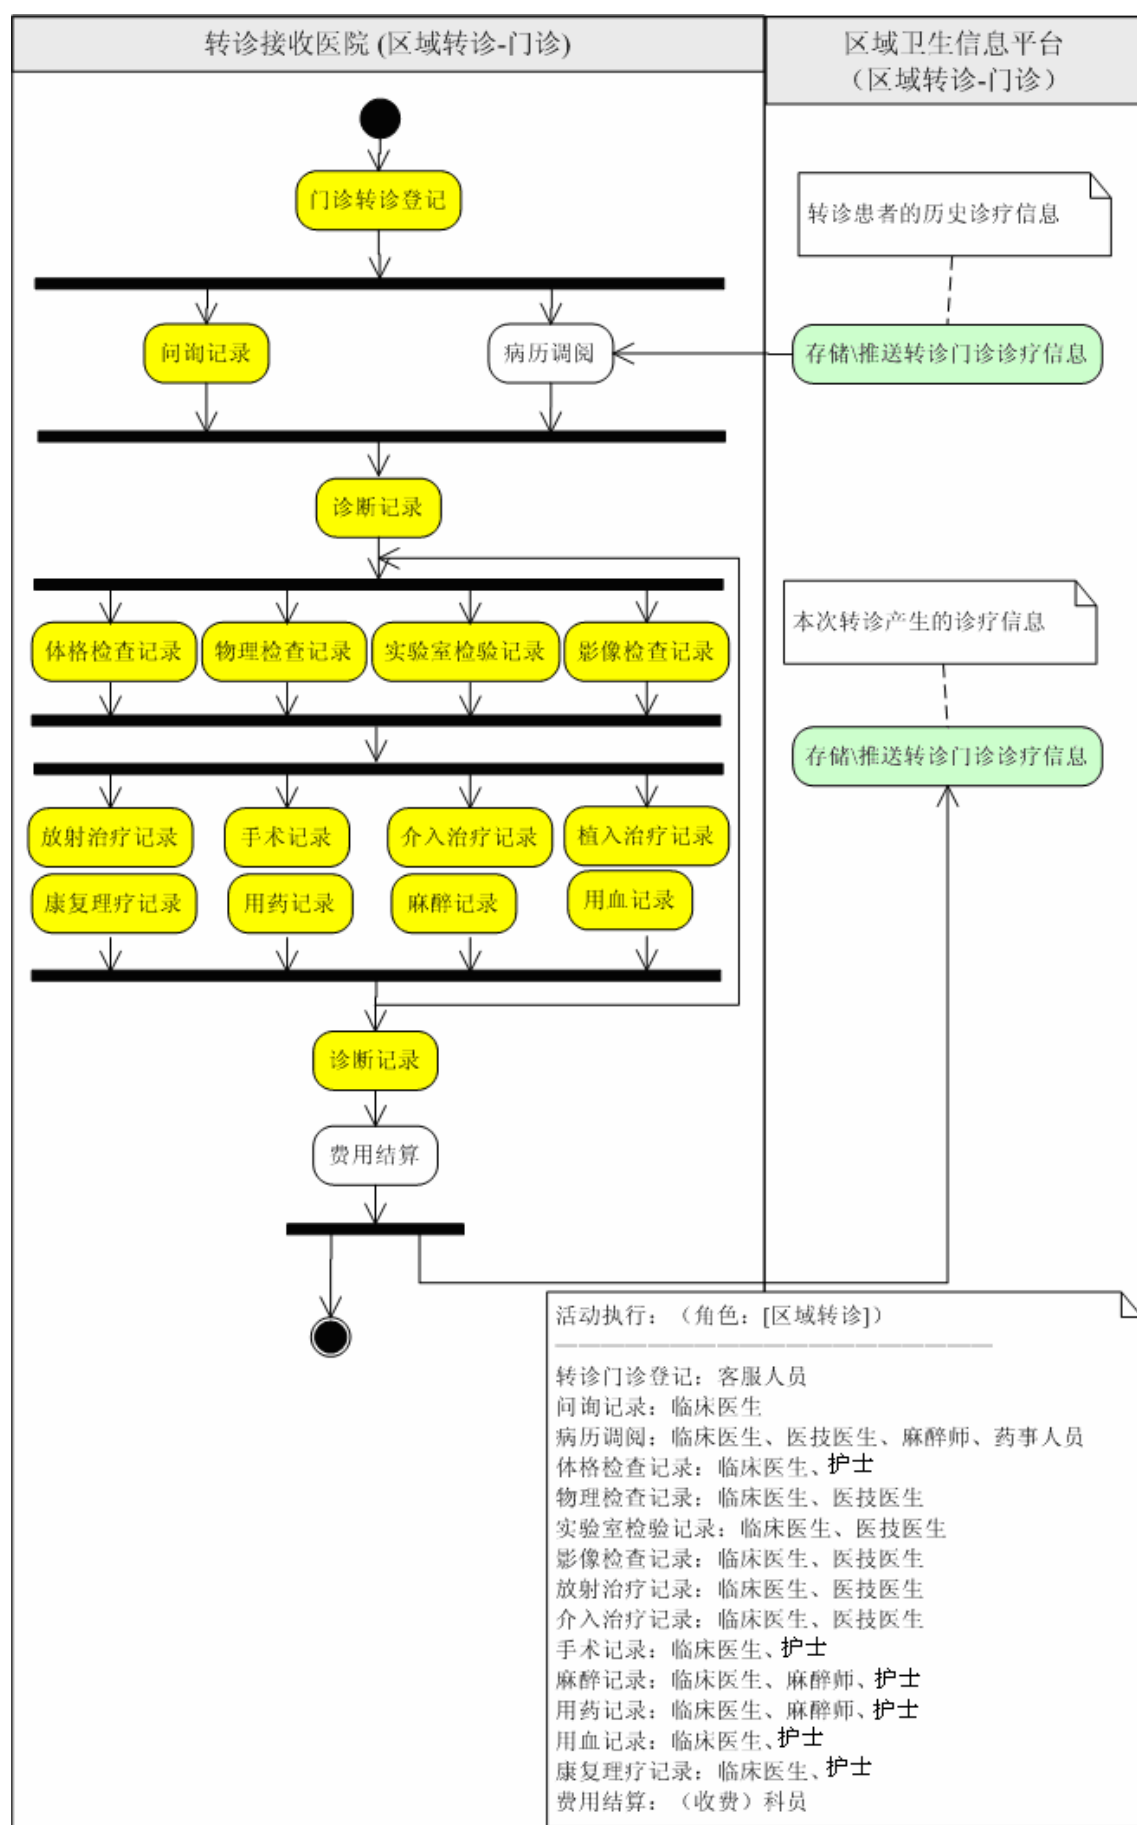 转诊接收医院 (区域转诊-门诊)
区域卫生信息平台
（区域转诊-门诊）
门诊转诊登记
转诊患者的历史诊疗信息
问询记录
病历调阅
存储\推送转诊门诊诊疗信息
诊断记录
本次转诊产生的诊疗信息
体格检查记录
物理检查记录
实验室检验记录
影像检查记录
存储\推送转诊门诊诊疗信息
放射治疗记录
手术记录
介入治疗记录
植入治疗记录
康复理疗记录
用药记录
麻醉记录
用血记录
诊断记录
费用结算
活动执行：（角色：[区域转诊]）
———————————————————
转诊门诊登记：客服人员
问询记录：临床医生
病历调阅：临床医生、医技医生、麻醉师、药事人员
体格检查记录：临床医生、护士
物理检查记录：临床医生、医技医生
实验室检验记录：临床医生、医技医生
影像检查记录：临床医生、医技医生
放射治疗记录：临床医生、医技医生
介入治疗记录：临床医生、医技医生
手术记录：临床医生、护士
麻醉记录：临床医生、麻醉师、护士
用药记录：临床医生、麻醉师、护士
用血记录：临床医生、护士
康复理疗记录：临床医生、护士
费用结算：（收费）科员